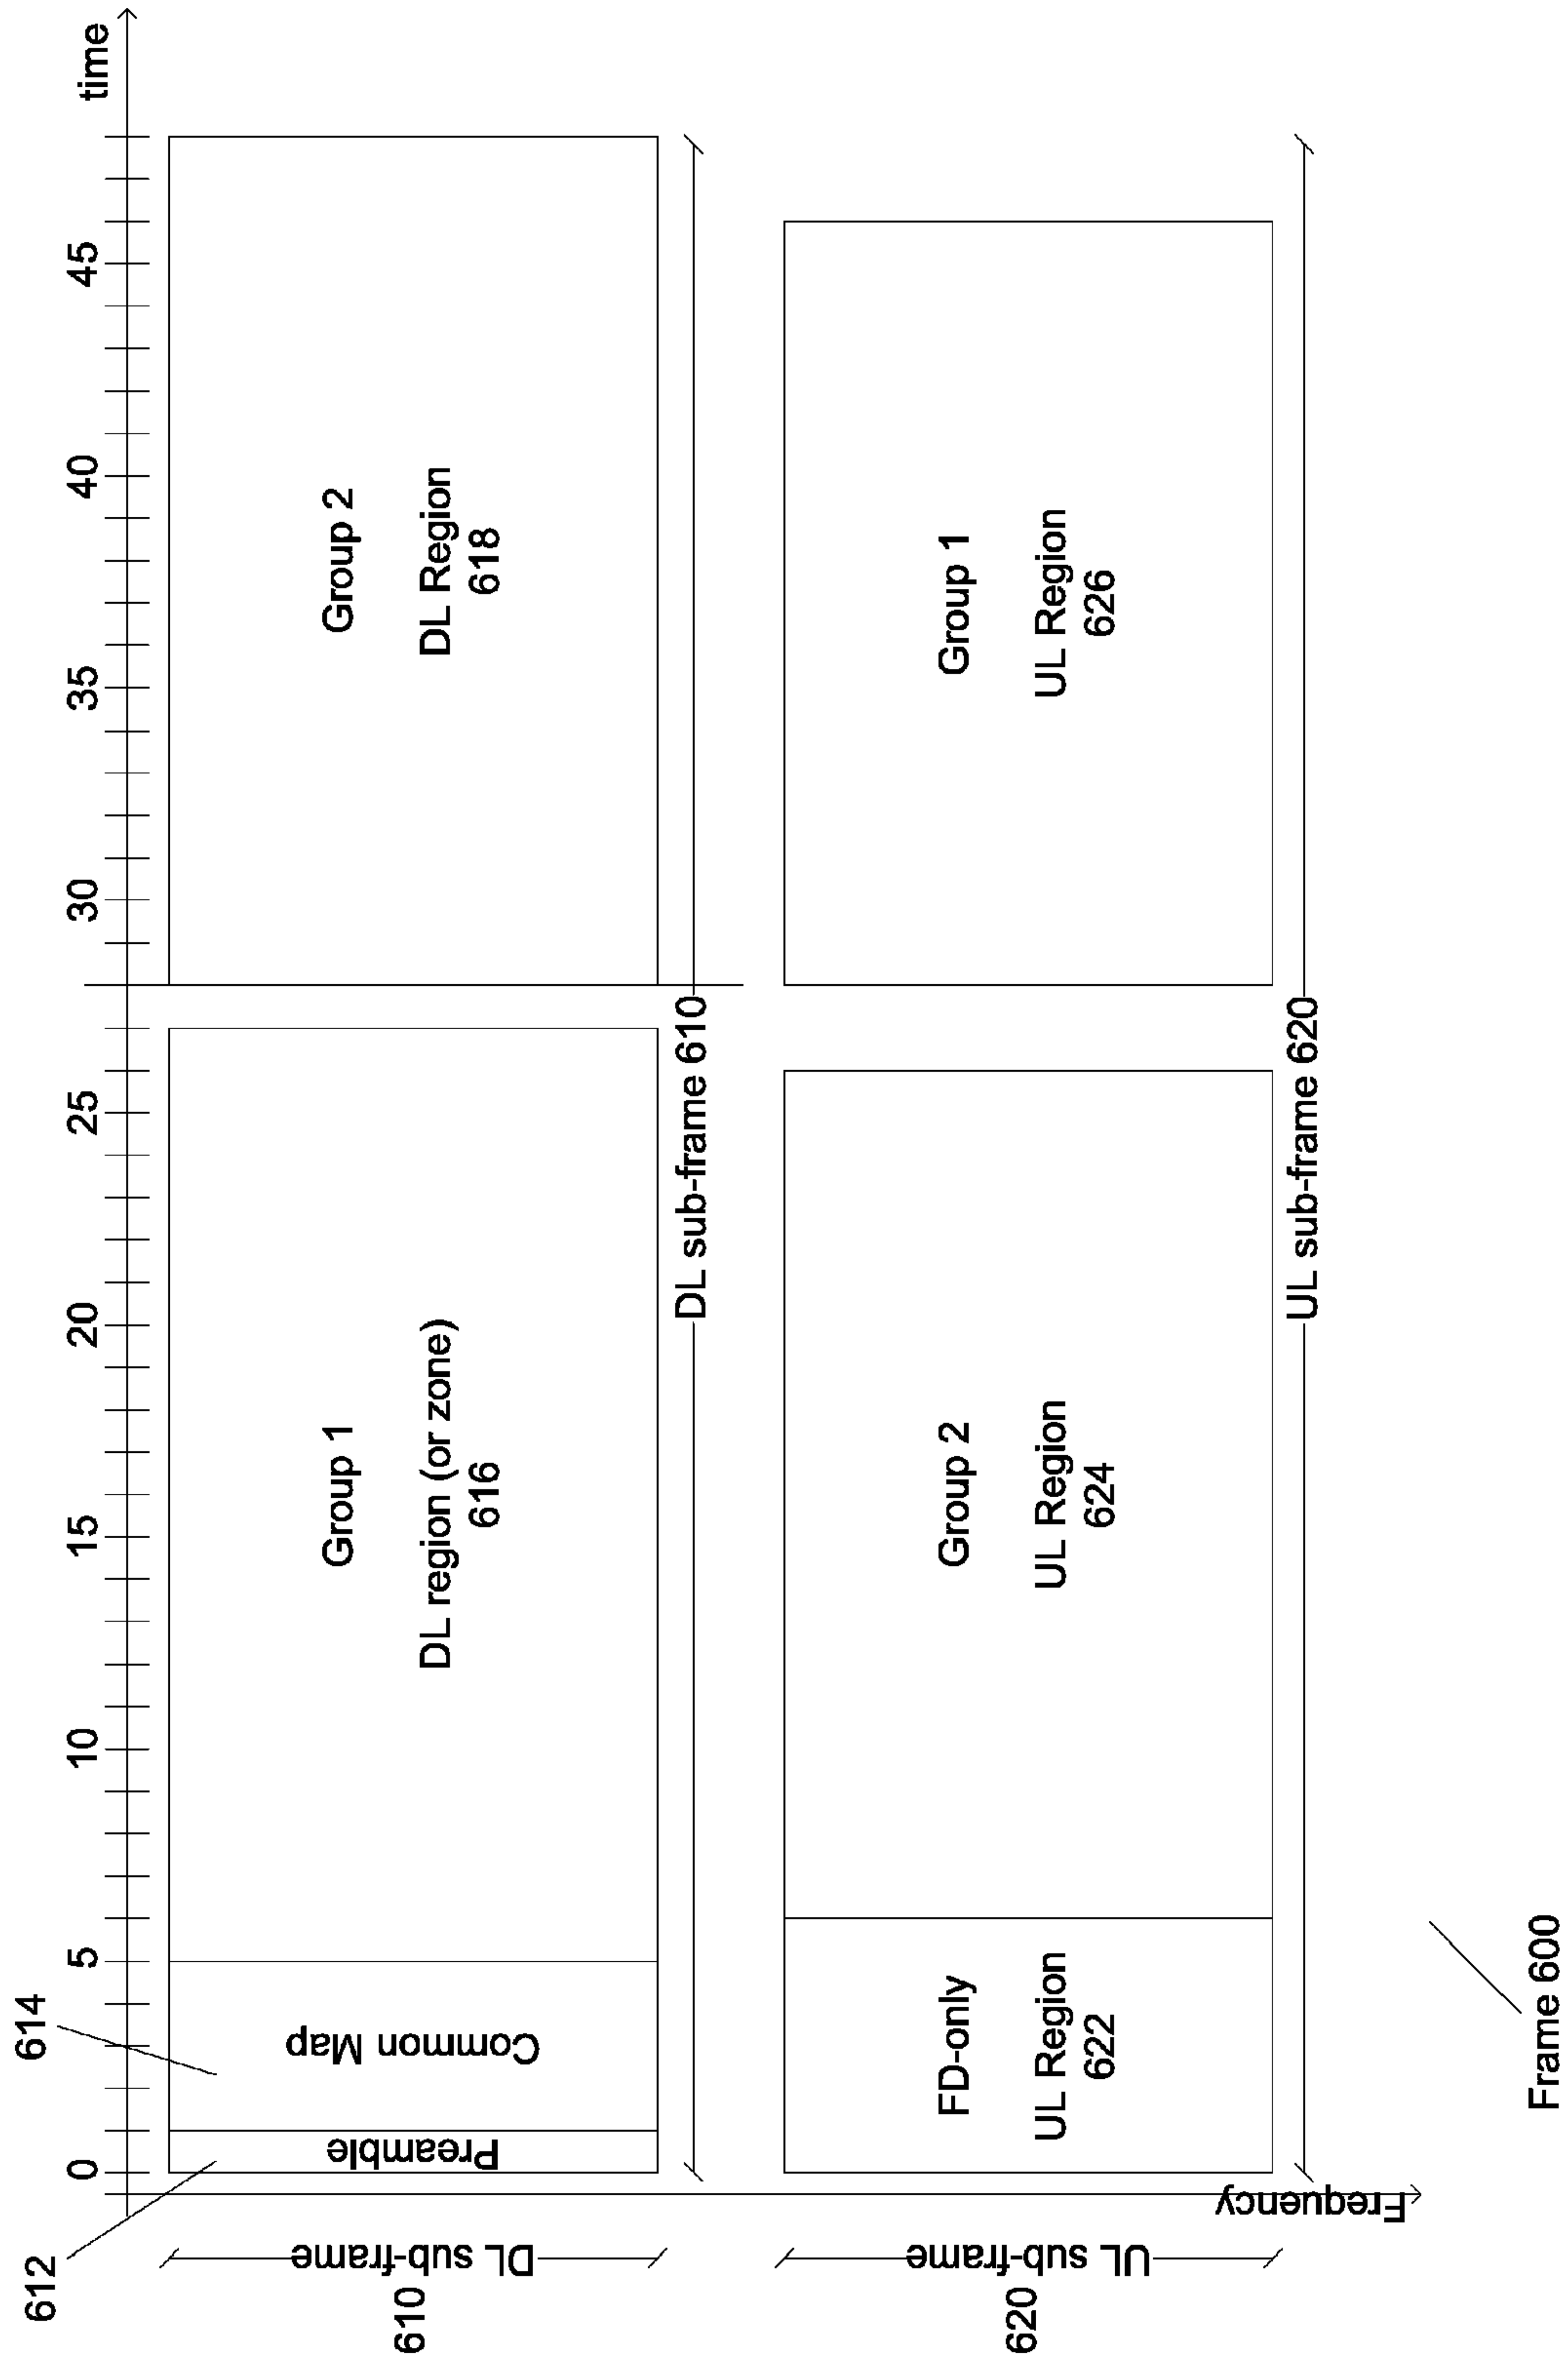 time
0 5 10 15 20 25 30 35 40 45
612
614
Preamble
Common Map
Group 1
DL region (or zone)
616
Group 2
DL Region
618
DL sub-frame
610
DL sub-frame 610
FD-only
UL Region
622
Group 2
UL Region
624
Group 1
UL Region
626
UL sub-frame
620
UL sub-frame 620
Frequency
Frame 600